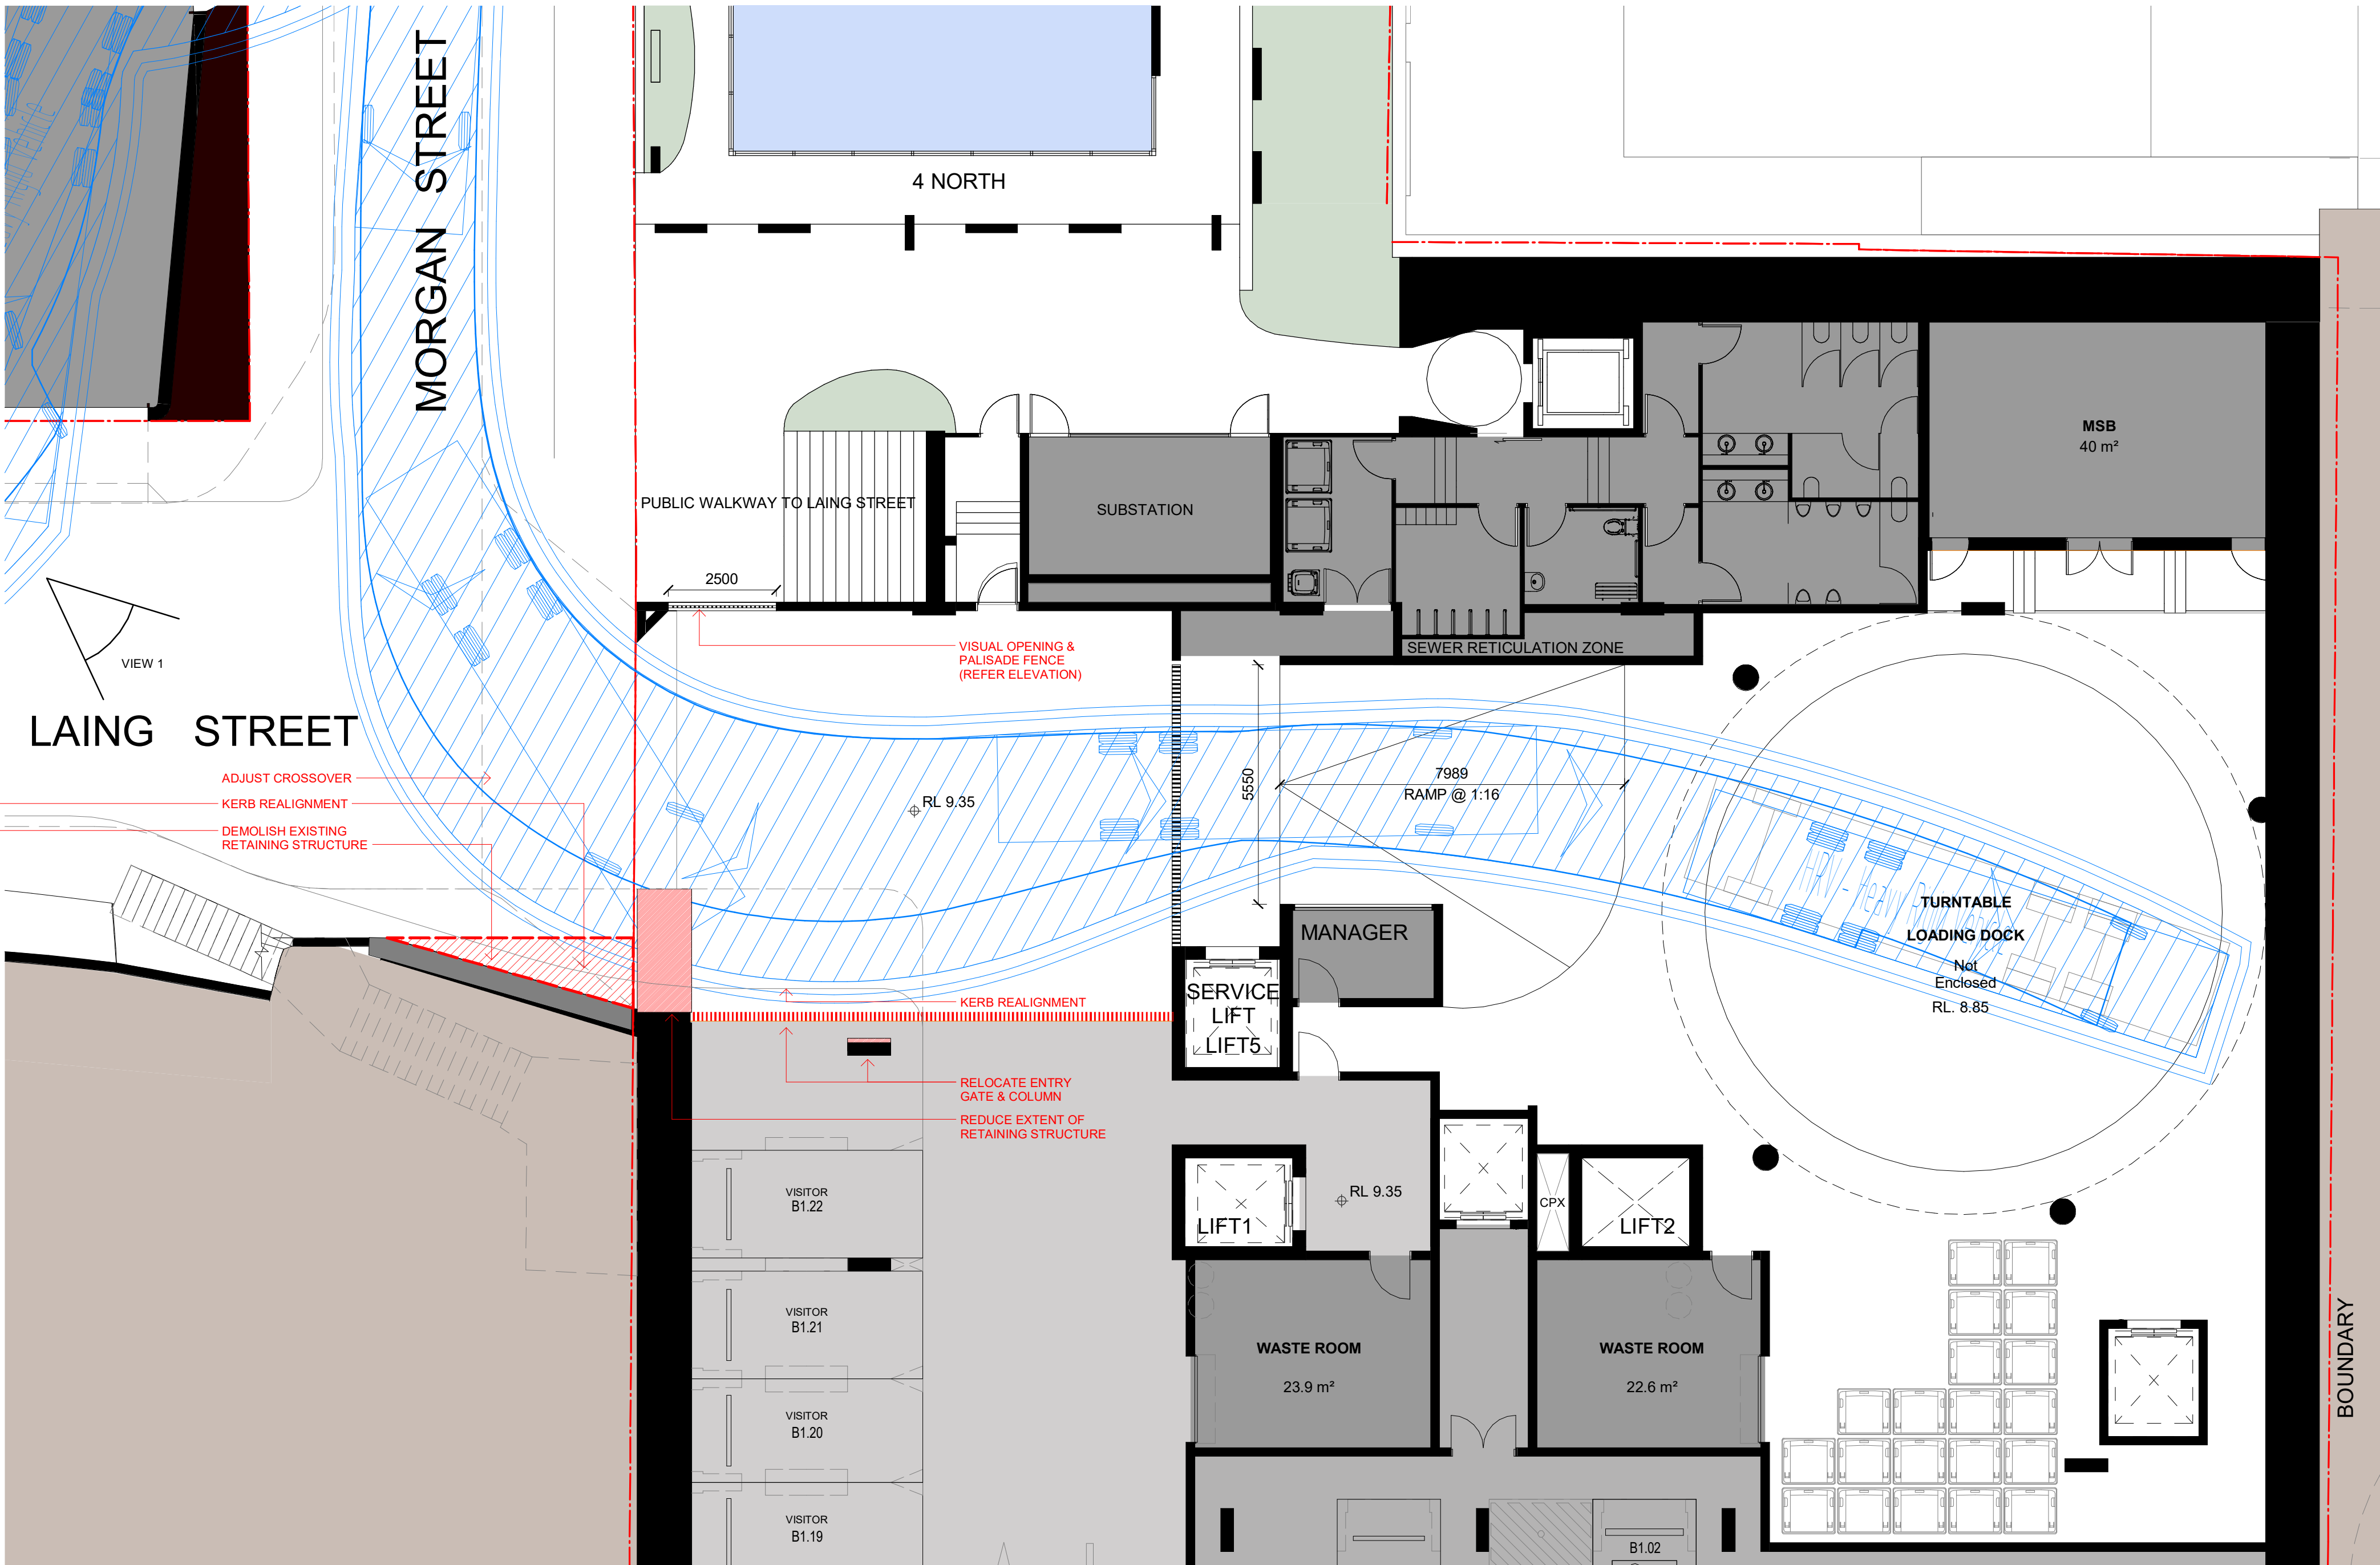 MORGAN STREET
4 NORTH
MSB
40 m²
PUBLIC WALKWAY TO LAING STREET
SUBSTATION
2500
VIEW 1
VISUAL OPENING &
PALISADE FENCE
(REFER ELEVATION)
SEWER RETICULATION ZONE
LAING STREET
ADJUST CROSSOVER
KERB REALIGNMENT
DEMOLISH EXISTING
RETAINING STRUCTURE
RL 9.35
5550
7989
RAMP @ 1:16
HRV - Heavy Rigid Vehicle
TURNTABLE
LOADING DOCK
Not
Enclosed
RL. 8.85
MANAGER
SERVICE
LIFT
LIFT5
KERB REALIGNMENT
RELOCATE ENTRY
GATE & COLUMN
REDUCE EXTENT OF
RETAINING STRUCTURE
VISITOR
B1.22
LIFT1
RL 9.35
CPX
LIFT2
VISITOR
B1.21
WASTE ROOM
23.9 m²
WASTE ROOM
22.6 m²
BOUNDARY
VISITOR
B1.20
VISITOR
B1.19
B1.02